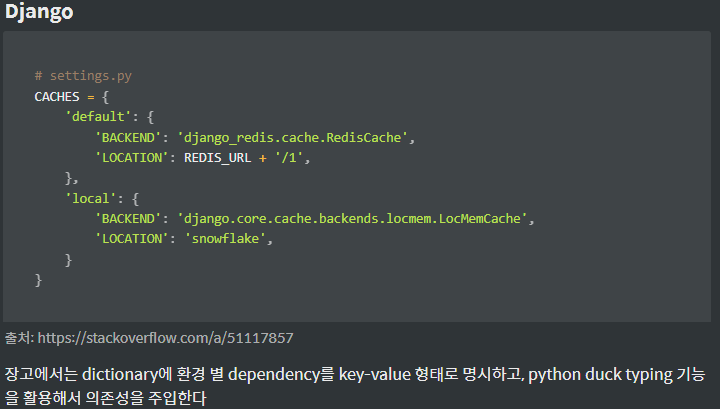 Django
# settings.py
CACHES = {
    'default': {
        'BACKEND': 'django_redis.cache.RedisCache',
        'LOCATION': REDIS_URL + '/1',
    },
    'local': {
        'BACKEND': 'django.core.cache.backends.locmem.LocMemCache',
        'LOCATION': 'snowflake',
    }
}
출처: https://stackoverflow.com/a/51117857
장고에서는 dictionary에 환경 별 dependency를 key-value 형태로 명시하고, python duck typing 기능
을 활용해서 의존성을 주입한다